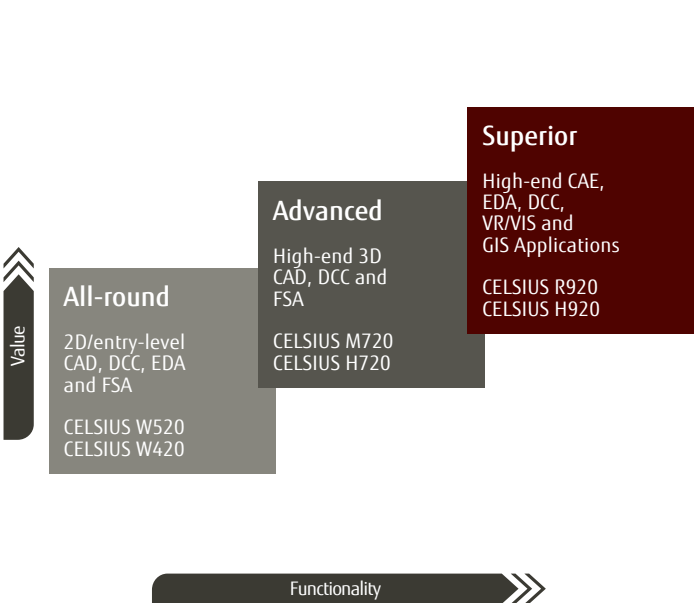 Superior
High-end CAE,
EDA, DCC,
VR/VIS and
GIS Applications
CELSIUS R920
CELSIUS H920
Advanced
High-end 3D
CAD, DCC and
FSA
CELSIUS M720
CELSIUS H720
All-round
2D/entry-level
CAD, DCC, EDA
and FSA
CELSIUS W520
CELSIUS W420
Value
Functionality